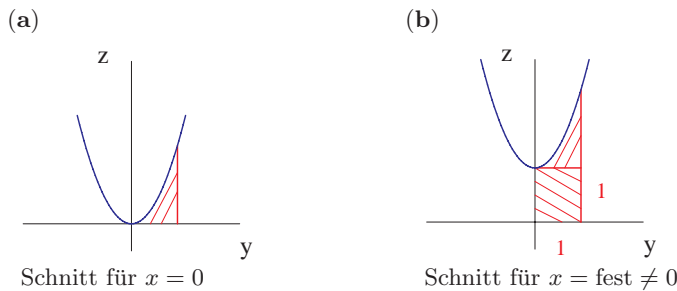 (a)
z
y
Schnitt für x = 0
(b)
z
1
1
y
Schnitt für x = fest ≠ 0